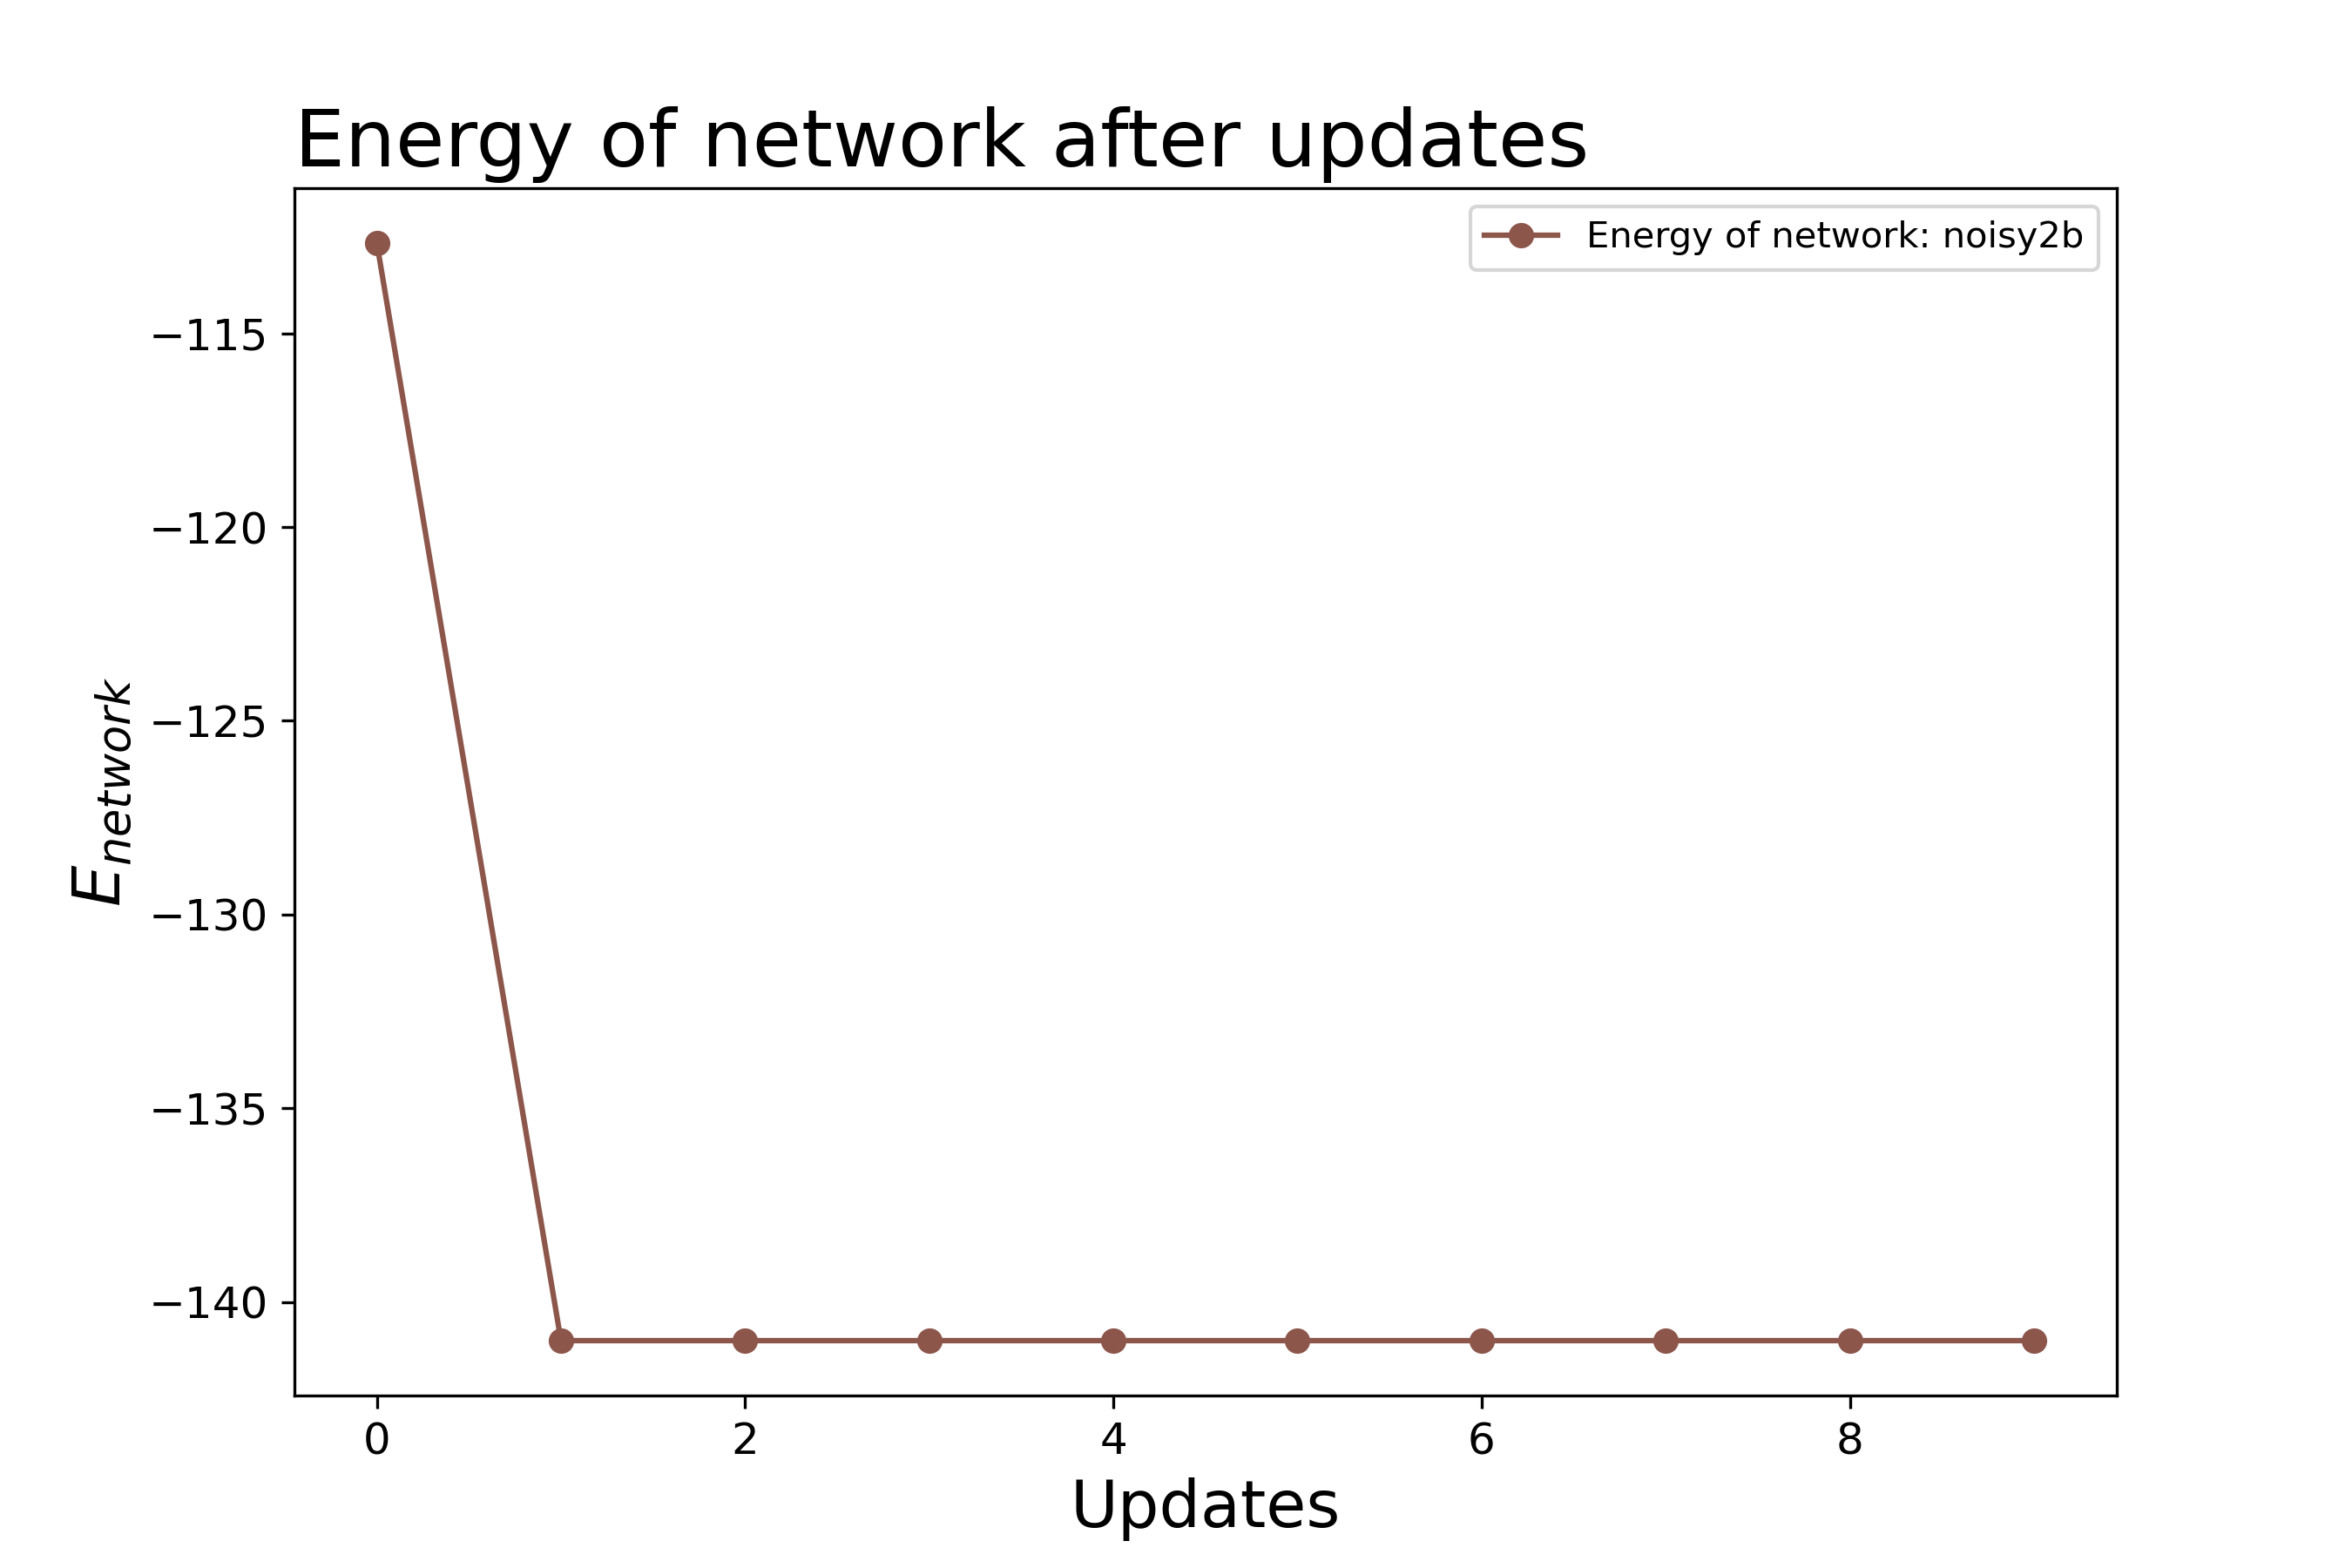 Energy of network after updates
Energy of network: noisy2b
−115
−120
−125
−130
−135
−140
E_network
0 2 4 6 8
Updates